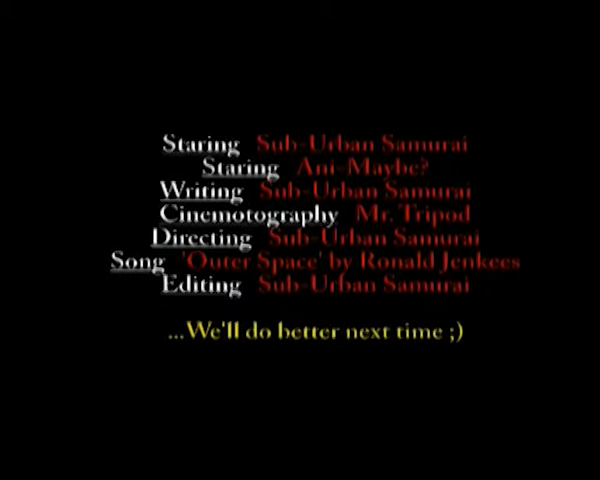 Staring Sub-Urban Samurai
Staring Ani-Maybe?
Writing Sub-Urban Samurai
Cinemotography Mr. Tripod
Directing Sub-Urban Samurai
Song 'Outer Space' by Ronald Jenkees
Editing Sub-Urban Samurai
...We'll do better next time ;)